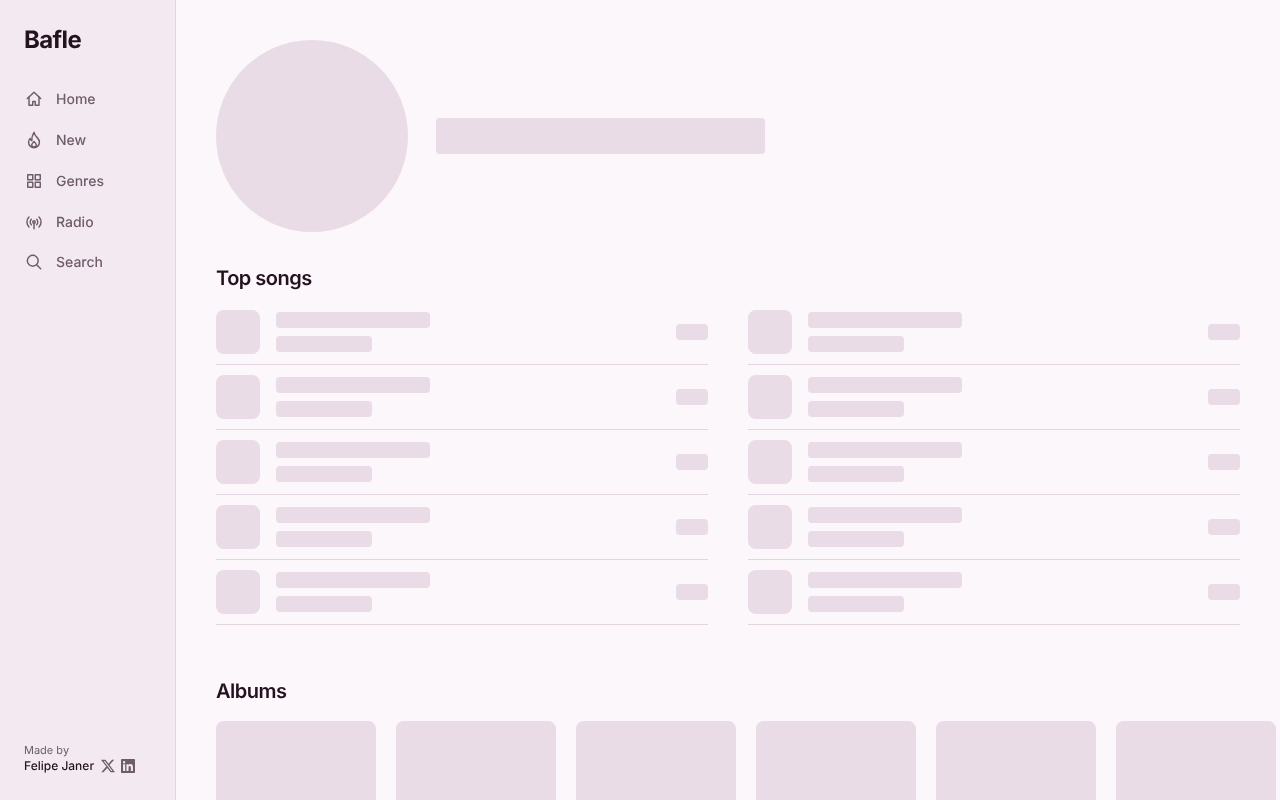 Bafle
Home
New
Genres
Radio
Search
Made by
Felipe Janer
Top songs
Albums